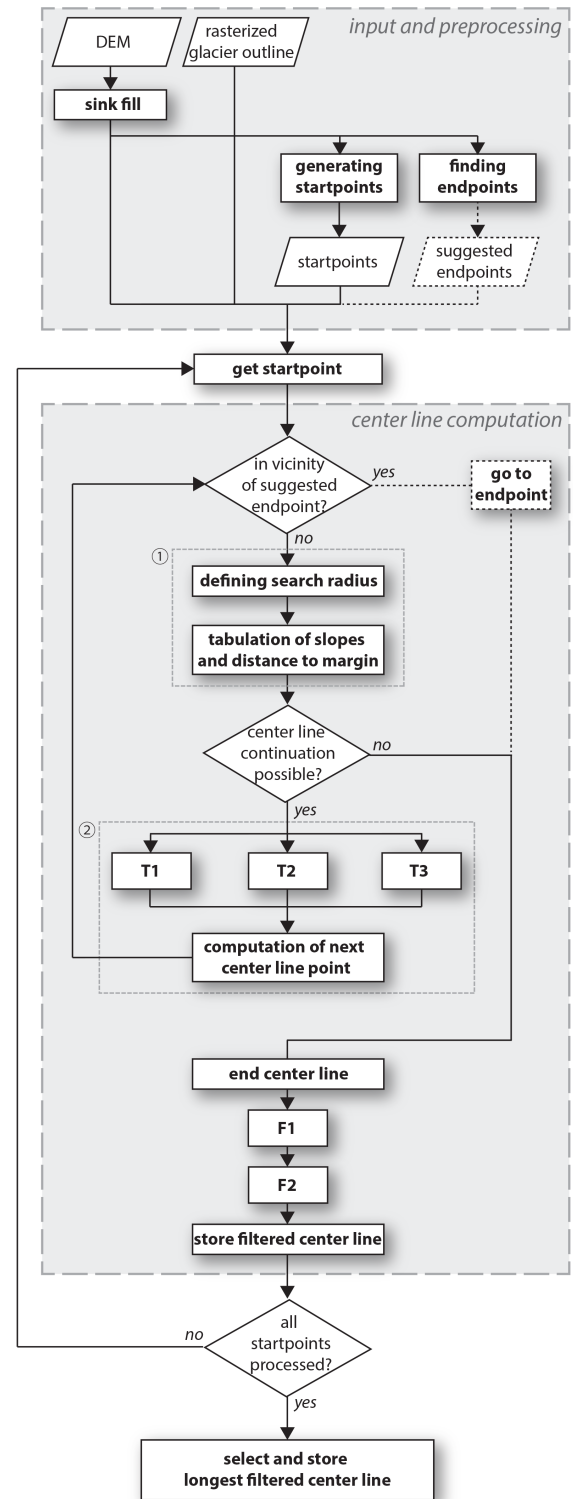 input and preprocessing
DEM
rasterized
glacier outline
sink fill
generating
startpoints
finding
endpoints
startpoints
suggested
endpoints
get startpoint
center line computation
in vicinity
of suggested
endpoint?
yes
go to
endpoint
no
①
defining search radius
tabulation of slopes
and distance to margin
center line
continuation
possible?
no
yes
②
T1
T2
T3
computation of next
center line point
end center line
F1
F2
store filtered center line
all
startpoints
processed?
no
yes
select and store
longest filtered center line